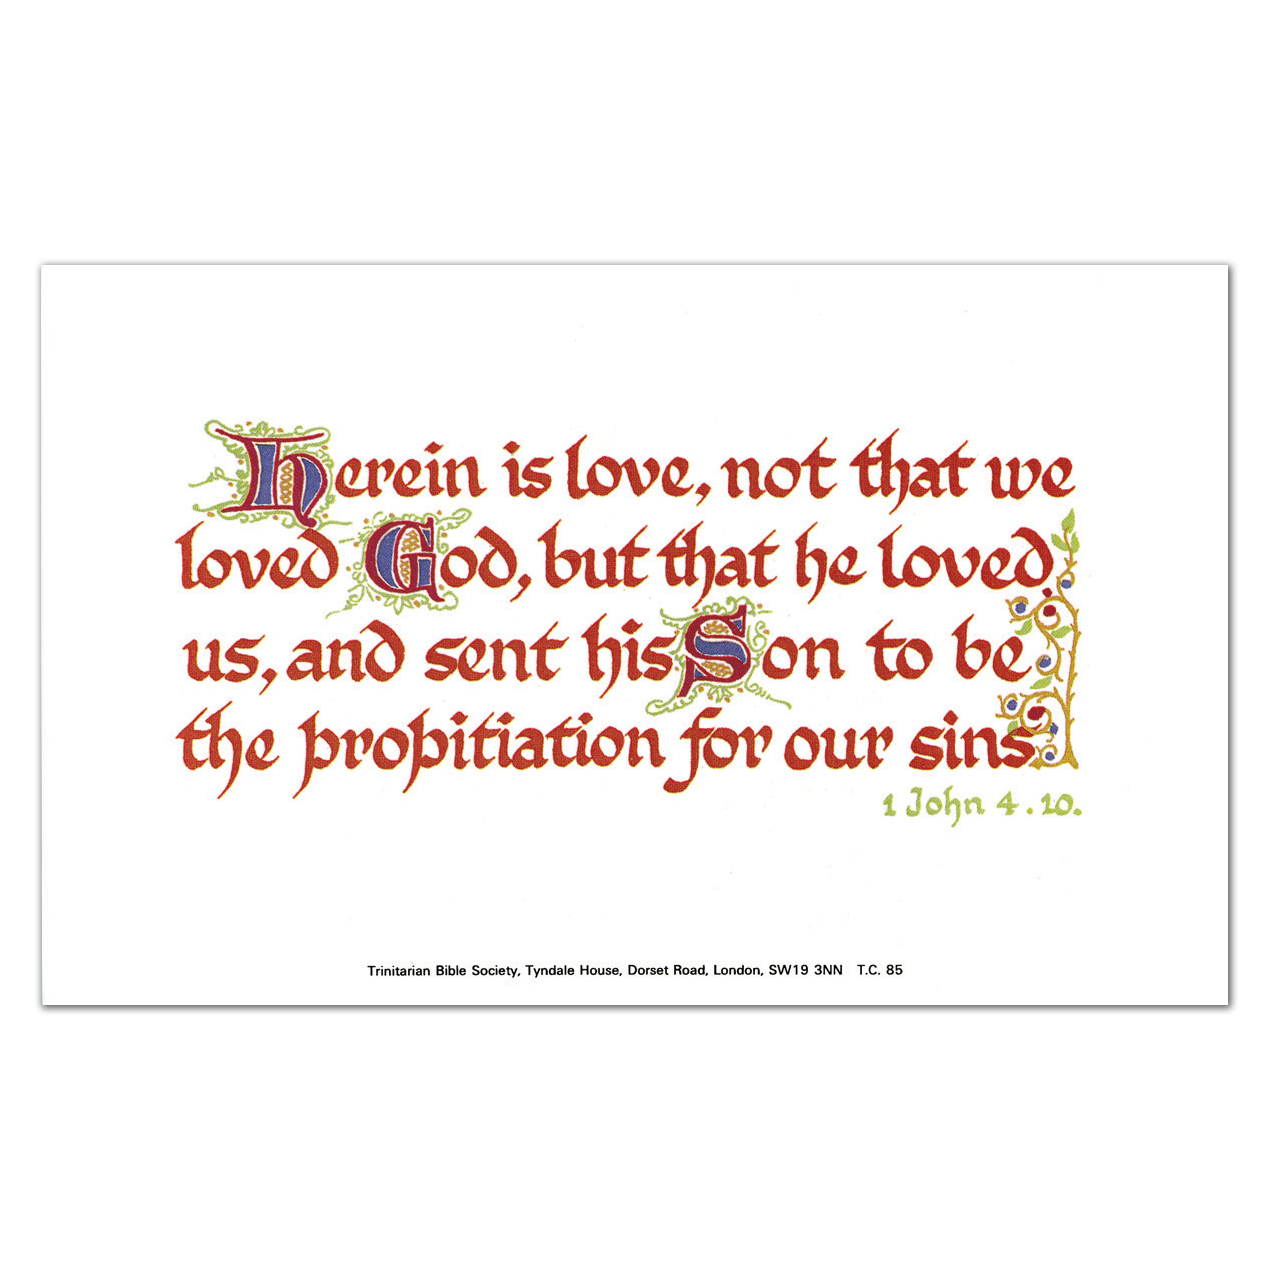 Herein is love, not that we
loved God, but that he loved
us, and sent his Son to be
the propitiation for our sins.
1 John 4.10.
Trinitarian Bible Society, Tyndale House, Dorset Road, London, SW19 3NN T.C. 85